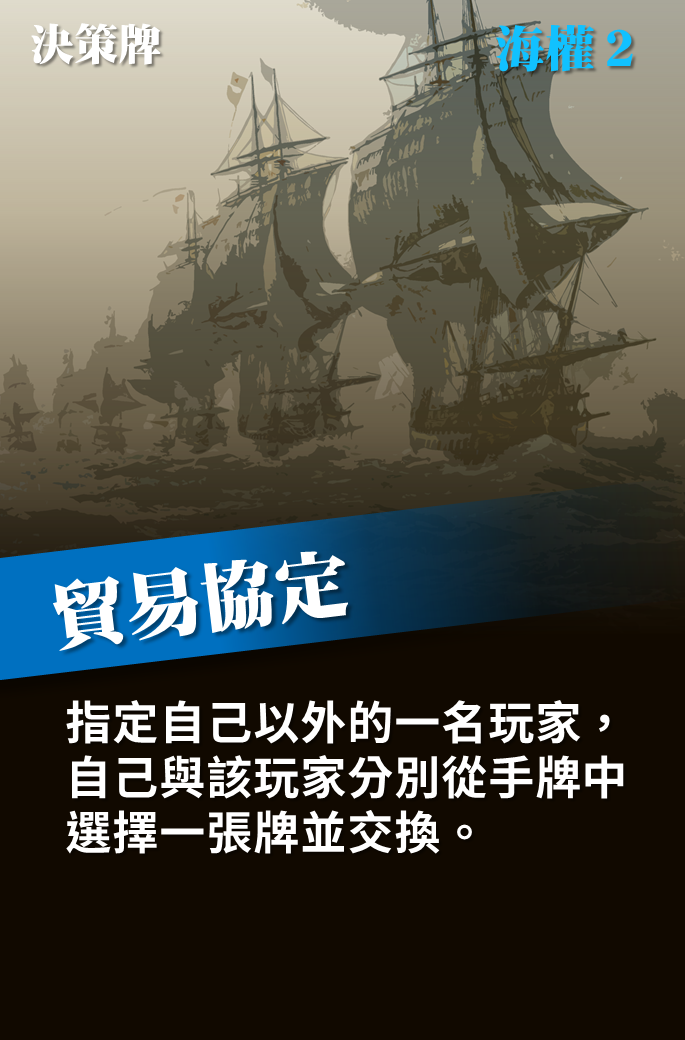 決策牌
海權 2
貿易協定
指定自己以外的一名玩家，
自己與該玩家分別從手牌中
選擇一張牌並交換。